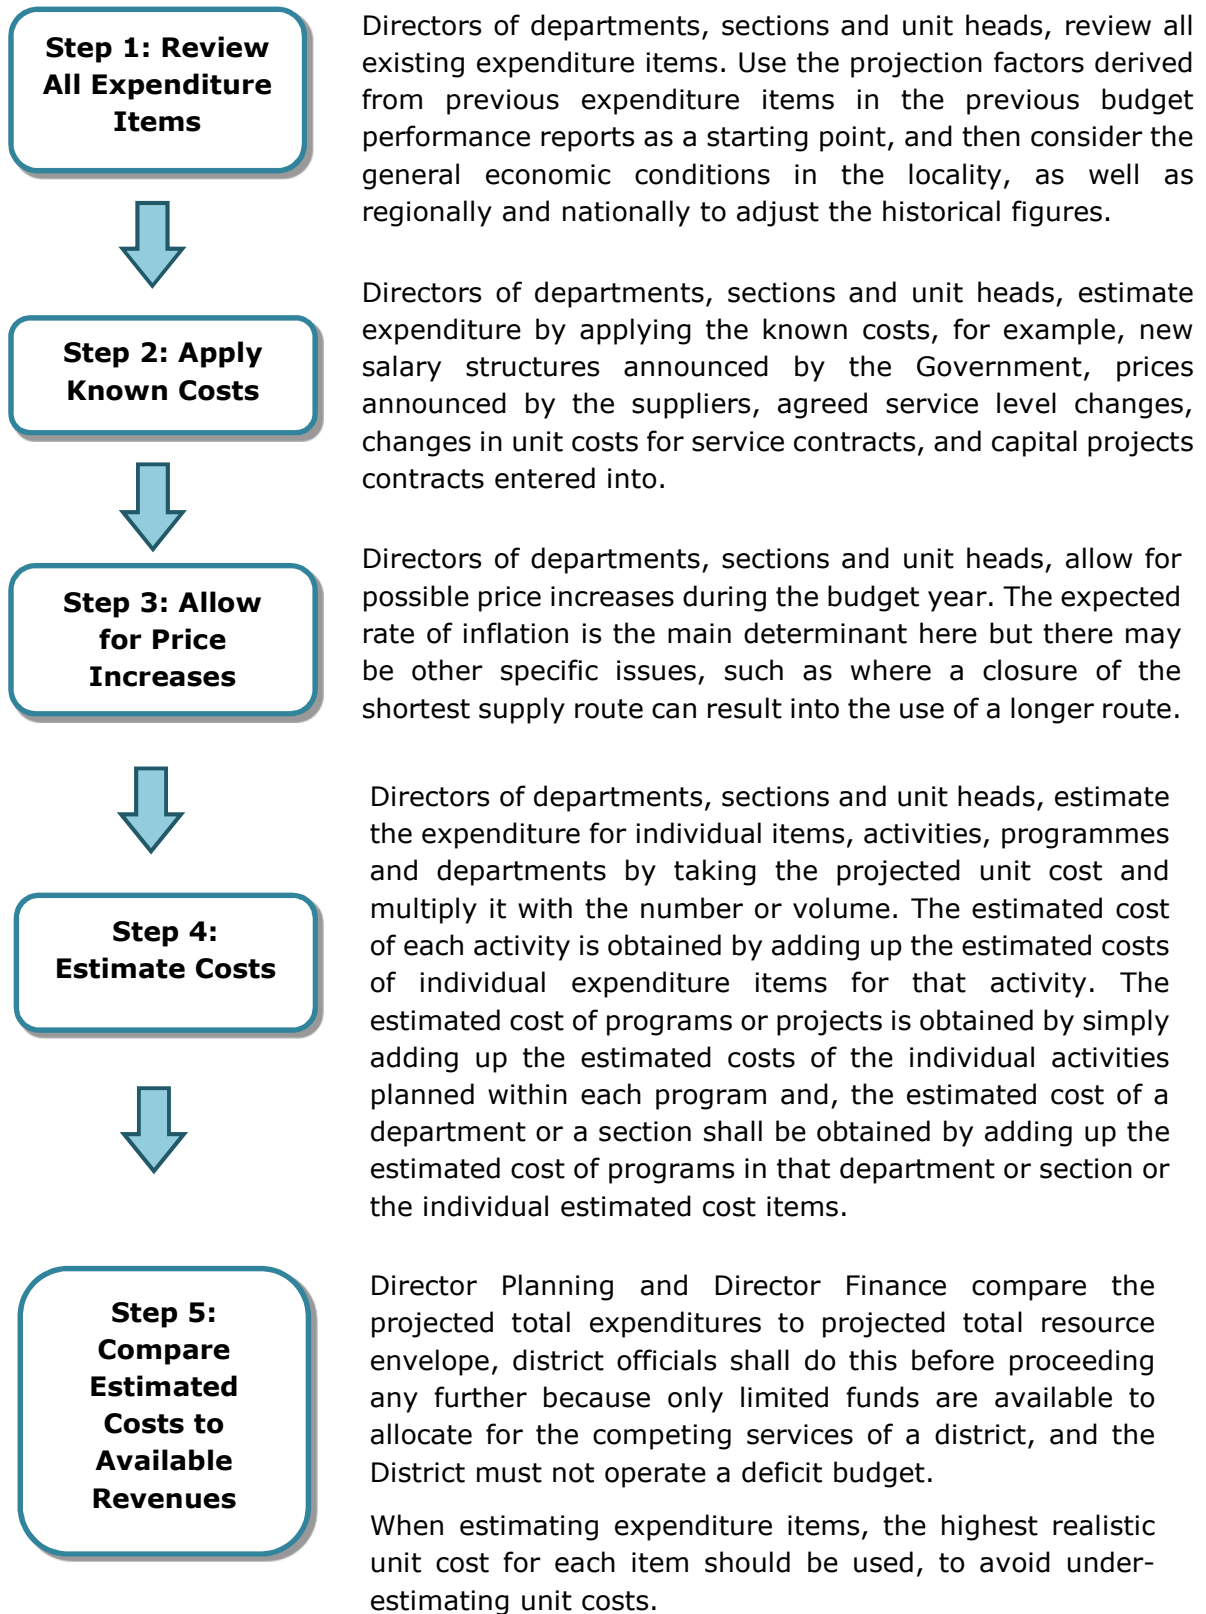 Step 1: Review
All Expenditure
Items
Directors of departments, sections and unit heads, review all
existing expenditure items. Use the projection factors derived
from previous expenditure items in the previous budget
performance reports as a starting point, and then consider the
general economic conditions in the locality, as well as
regionally and nationally to adjust the historical figures.
Step 2: Apply
Known Costs
Directors of departments, sections and unit heads, estimate
expenditure by applying the known costs, for example, new
salary structures announced by the Government, prices
announced by the suppliers, agreed service level changes,
changes in unit costs for service contracts, and capital projects
contracts entered into.
Step 3: Allow
for Price
Increases
Directors of departments, sections and unit heads, allow for
possible price increases during the budget year. The expected
rate of inflation is the main determinant here but there may
be other specific issues, such as where a closure of the
shortest supply route can result into the use of a longer route.
Step 4:
Estimate Costs
Directors of departments, sections and unit heads, estimate
the expenditure for individual items, activities, programmes
and departments by taking the projected unit cost and
multiply it with the number or volume. The estimated cost
of each activity is obtained by adding up the estimated costs
of individual expenditure items for that activity. The
estimated cost of programs or projects is obtained by simply
adding up the estimated costs of the individual activities
planned within each program and, the estimated cost of a
department or a section shall be obtained by adding up the
estimated cost of programs in that department or section or
the individual estimated cost items.
Step 5:
Compare
Estimated
Costs to
Available
Revenues
Director Planning and Director Finance compare the
projected total expenditures to projected total resource
envelope, district officials shall do this before proceeding
any further because only limited funds are available to
allocate for the competing services of a district, and the
District must not operate a deficit budget.
When estimating expenditure items, the highest realistic
unit cost for each item should be used, to avoid under-
estimating unit costs.